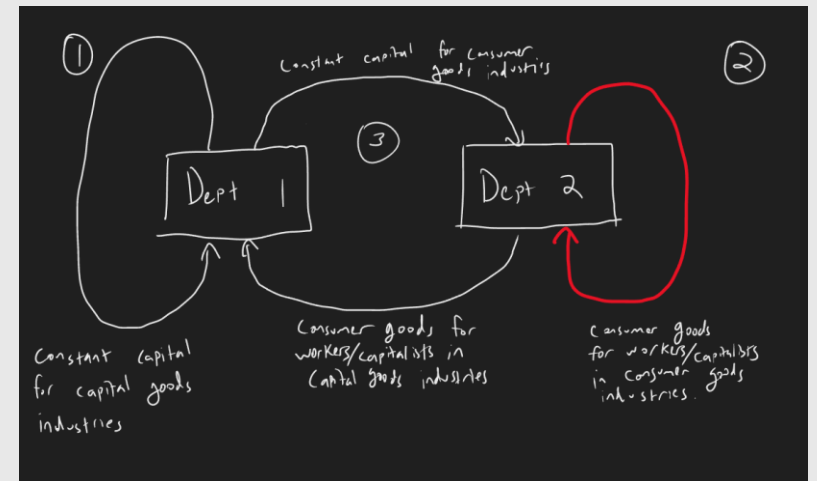 1
Constant capital for consumer
goods industries
2
3
Dept 1
Dept 2
Constant capital
for capital goods
industries
Consumer goods for
workers/capitalists in
Capital goods industries
Consumer goods
for workers/capitalists
in consumer goods
industries.